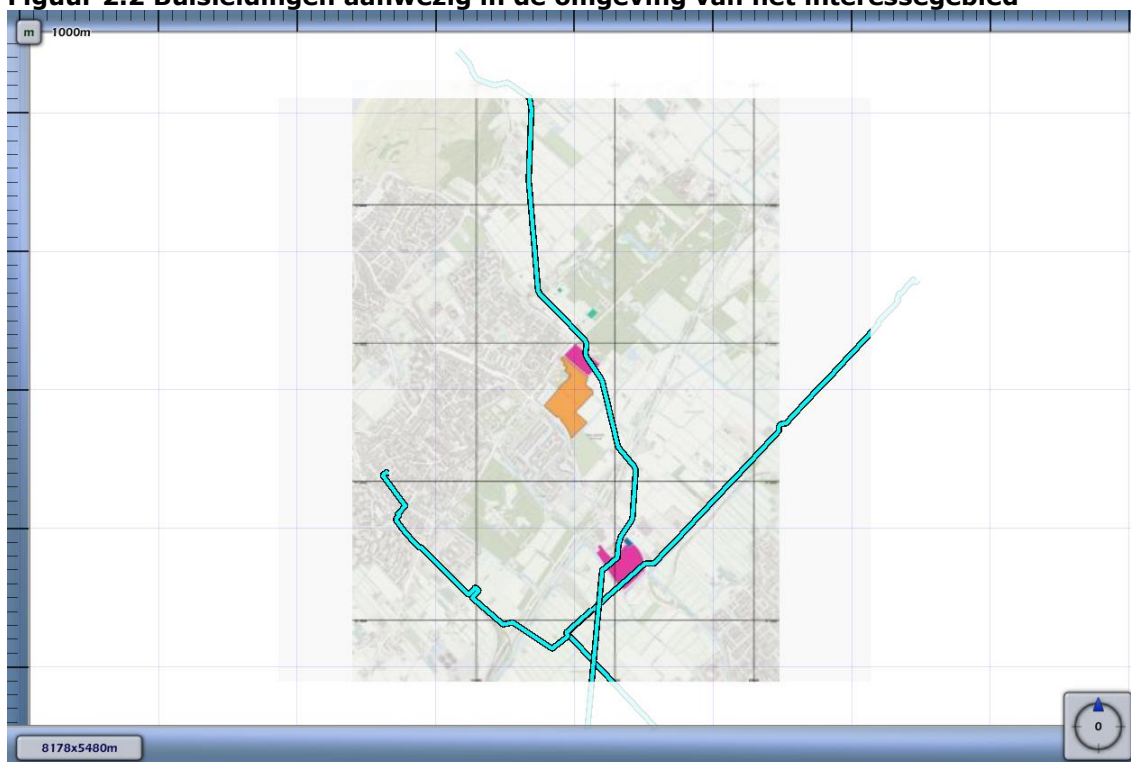 Figuur 2.2 Buisleidingen aanwezig in de omgeving van het interessegebied
m 1000m
0
8178x5480m